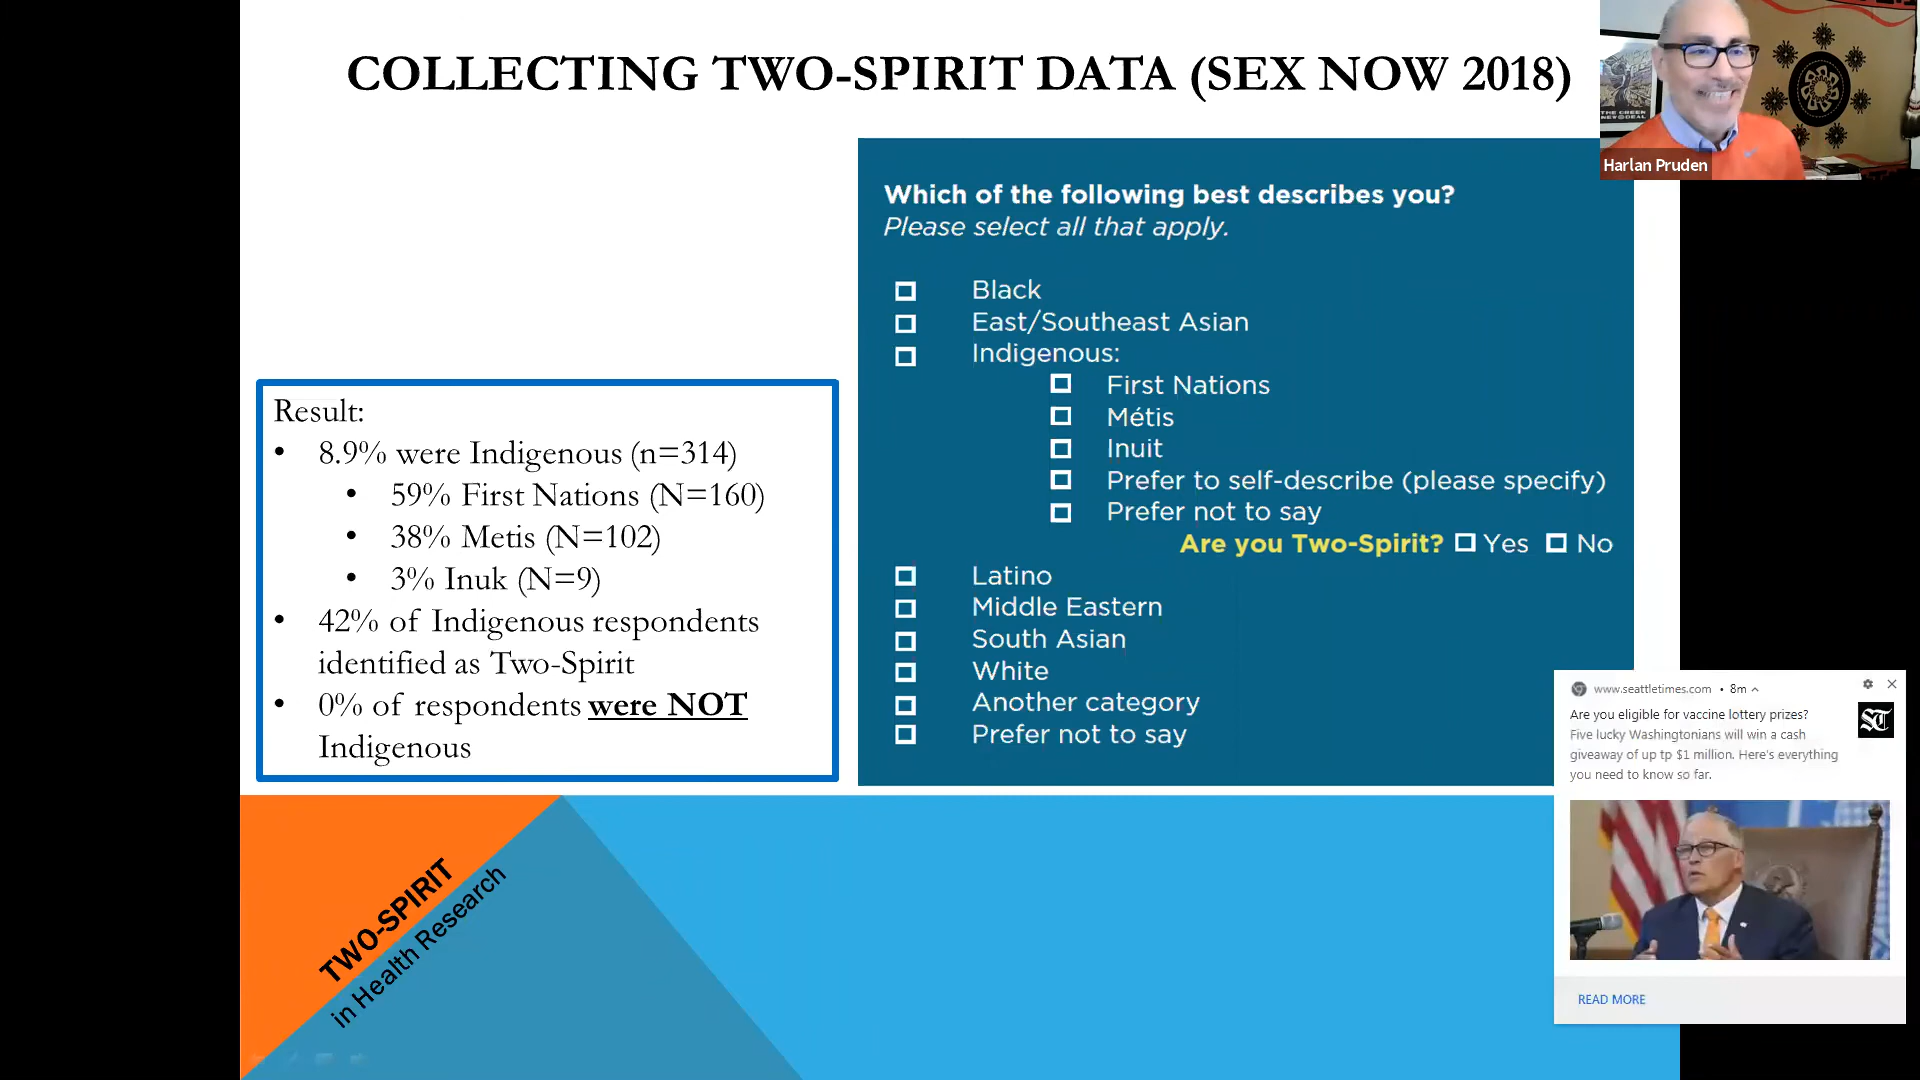 COLLECTING TWO-SPIRIT DATA (SEX NOW 2018)
Harlan Pruden
Result:
• 8.9% were Indigenous (n=314)
• 59% First Nations (N=160)
• 38% Metis (N=102)
• 3% Inuk (N=9)
• 42% of Indigenous respondents
identified as Two-Spirit
• 0% of respondents were NOT
Indigenous
Which of the following best describes you?
Please select all that apply.
Black
East/Southeast Asian
Indigenous:
First Nations
Métis
Inuit
Prefer to self-describe (please specify)
Prefer not to say
Are you Two-Spirit? Yes No
Latino
Middle Eastern
South Asian
White
Another category
Prefer not to say
TWO-SPIRIT
in Health Research
www.seattletimes.com • 8m
Are you eligible for vaccine lottery prizes?
Five lucky Washingtonians will win a cash
giveaway of up tp $1 million. Here's everything
you need to know so far.
ST
READ MORE